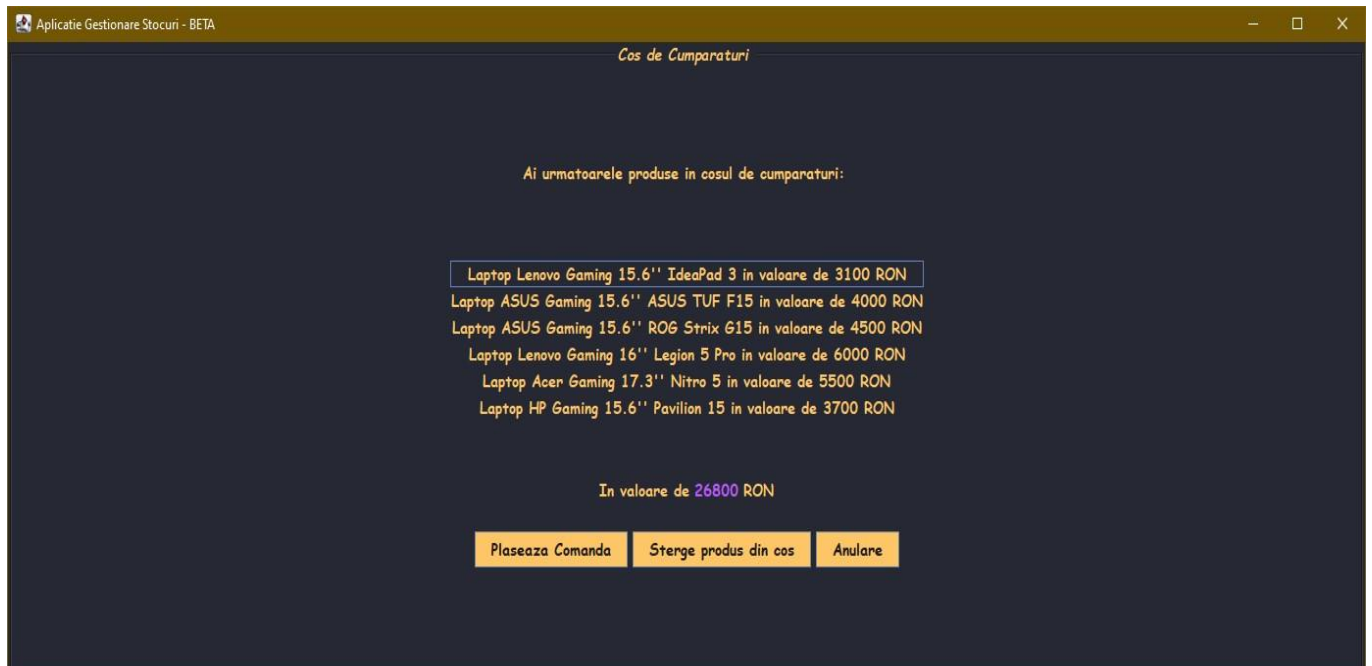 Aplicatie Gestionare Stocuri - BETA
Cos de Cumparaturi
Ai urmatoarele produse in cosul de cumparaturi:
Laptop Lenovo Gaming 15.6'' IdeaPad 3 in valoare de 3100 RON
Laptop ASUS Gaming 15.6'' ASUS TUF F15 in valoare de 4000 RON
Laptop ASUS Gaming 15.6'' ROG Strix G15 in valoare de 4500 RON
Laptop Lenovo Gaming 16'' Legion 5 Pro in valoare de 6000 RON
Laptop Acer Gaming 17.3'' Nitro 5 in valoare de 5500 RON
Laptop HP Gaming 15.6'' Pavilion 15 in valoare de 3700 RON
In valoare de 26800 RON
Plaseaza Comanda Sterge produs din cos Anulare